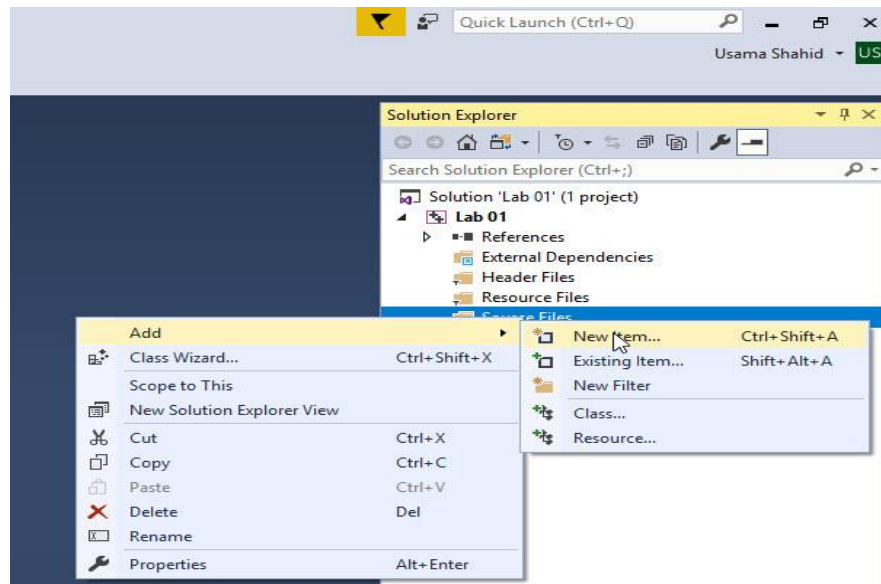 Quick Launch (Ctrl+Q)
Usama Shahid US
Solution Explorer
Search Solution Explorer (Ctrl+;)
Solution 'Lab 01' (1 project)
Lab 01
References
External Dependencies
Header Files
Resource Files
Source Files
Add
Class Wizard... Ctrl+Shift+X
Scope to This
New Solution Explorer View
Cut Ctrl+X
Copy Ctrl+C
Paste Ctrl+V
Delete Del
Rename
Properties Alt+Enter
New Item... Ctrl+Shift+A
Existing Item... Shift+Alt+A
New Filter
Class...
Resource...